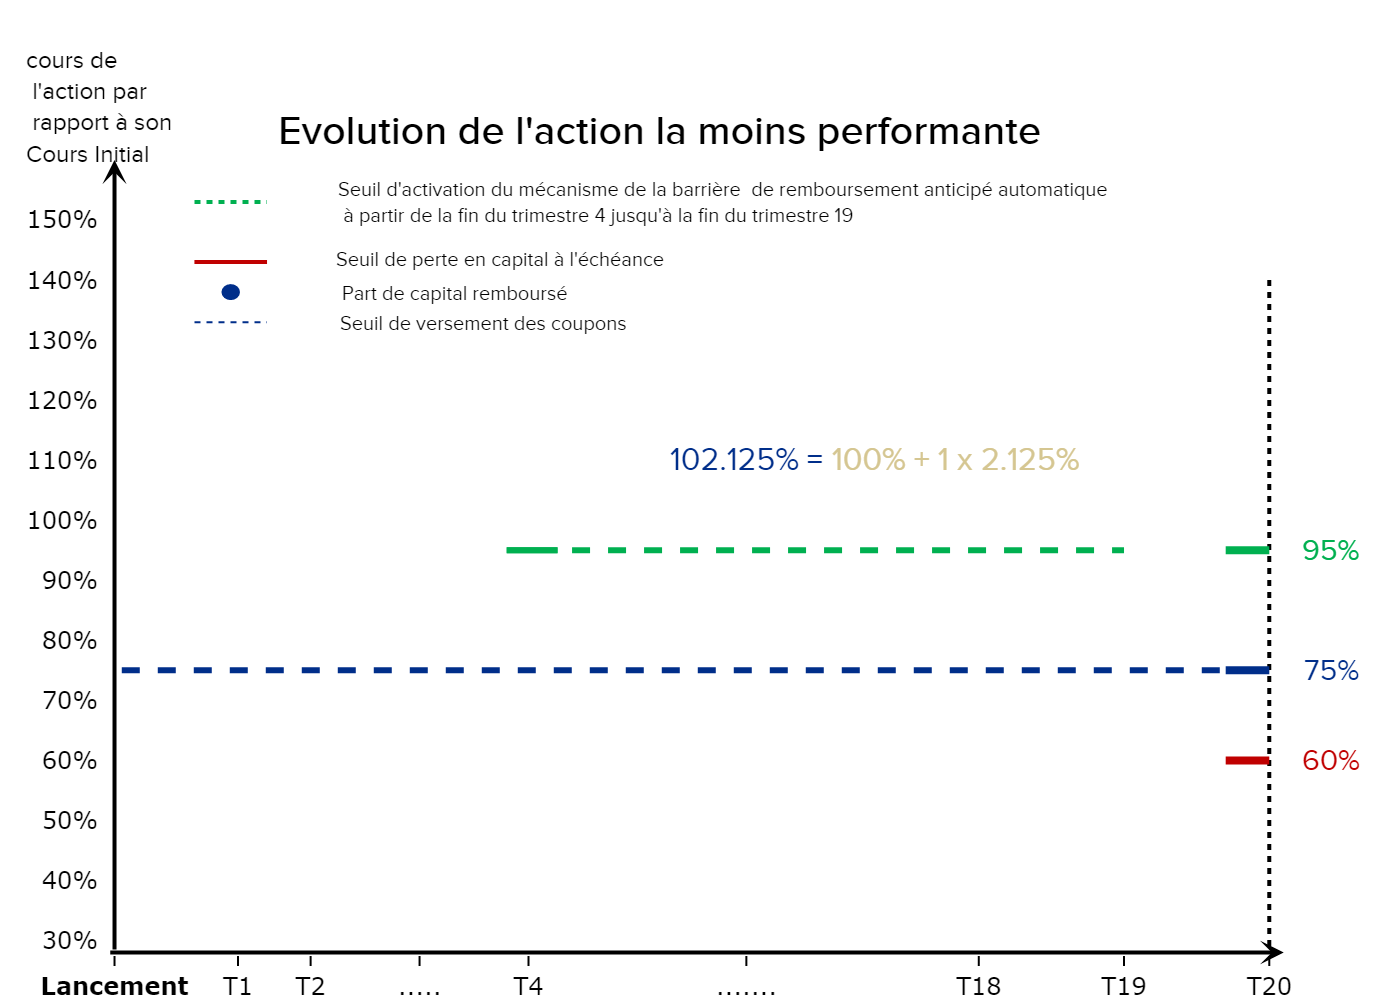 cours de
l'action par
rapport à son
Cours Initial
Evolution de l'action la moins performante
Seuil d'activation du mécanisme de la barrière  de remboursement anticipé automatique
à partir de la fin du trimestre 4 jusqu'à la fin du trimestre 19
Seuil de perte en capital à l'échéance
Part de capital remboursé
Seuil de versement des coupons
150%
140%
130%
120%
110%
100%
90%
80%
70%
60%
50%
40%
30%
102.125% = 100% + 1 x 2.125%
95%
75%
60%
Lancement T1 T2 ..... T4 ....... T18 T19 T20